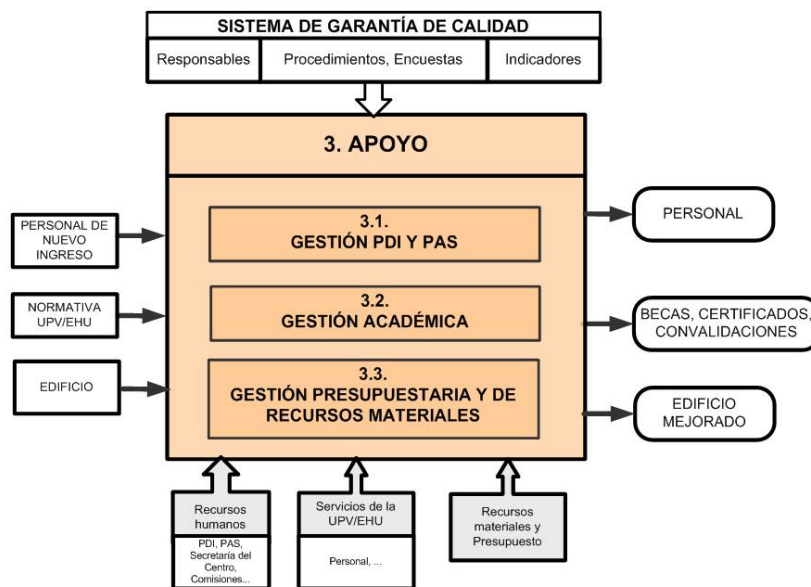 SISTEMA DE GARANTÍA DE CALIDAD
Responsables
Procedimientos, Encuestas
Indicadores
3. APOYO
PERSONAL DE
NUEVO
INGRESO
NORMATIVA
UPV/EHU
EDIFICIO
3.1.
GESTIÓN PDI Y PAS
3.2.
GESTIÓN ACADÉMICA
3.3.
GESTIÓN PRESUPUESTARIA Y DE
RECURSOS MATERIALES
PERSONAL
BECAS, CERTIFICADOS,
CONVALIDACIONES
EDIFICIO
MEJORADO
Recursos
humanos
PDI, PAS,
Secretaría del
Centro,
Comisiones...
Servicios de la
UPV/EHU
Personal, ...
Recursos
materiales y
Presupuesto